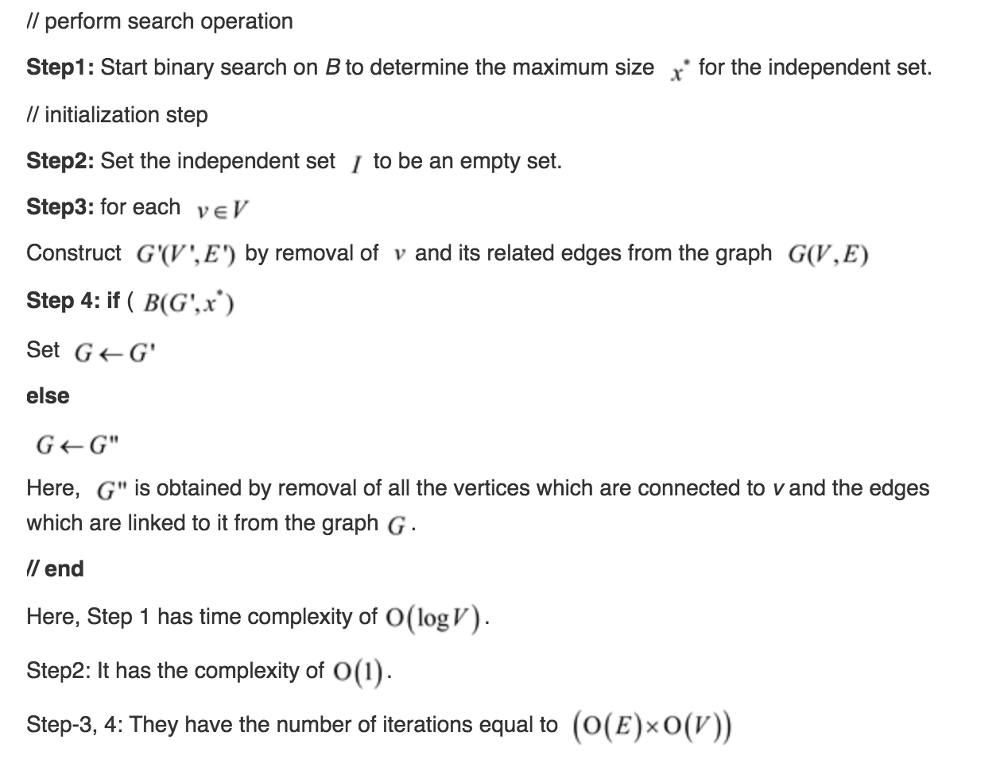 // perform search operation
Step1: Start binary search on B to determine the maximum size x* for the independent set.
// initialization step
Step2: Set the independent set I to be an empty set.
Step3: for each v∈V
Construct G'(V',E') by removal of v and its related edges from the graph G(V,E)
Step 4: if ( B(G',x*)
Set G←G'
else
G←G"
Here, G" is obtained by removal of all the vertices which are connected to v and the edges
which are linked to it from the graph G.
// end
Here, Step 1 has time complexity of O(log V).
Step2: It has the complexity of O(1).
Step-3, 4: They have the number of iterations equal to (O(E)×O(V))